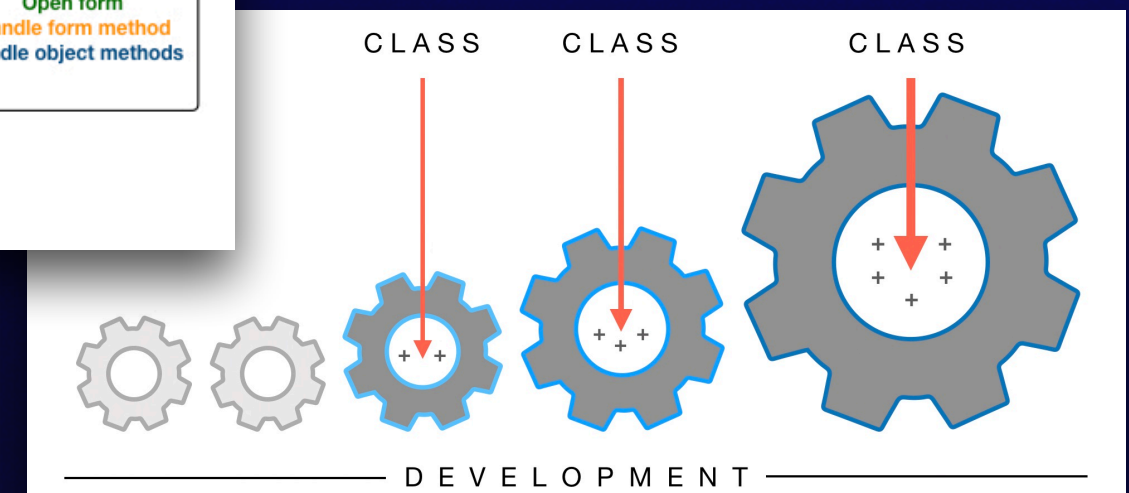 Open form
form method
object methods
CLASS CLASS CLASS
+ +
+ + +
+ +
+ +
+
DEVELOPMENT